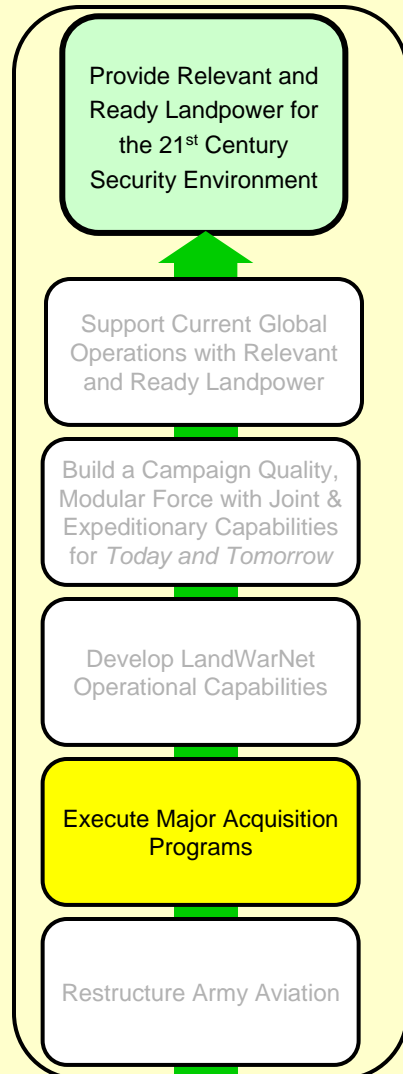 Provide Relevant and
Ready Landpower for
the 21st Century
Security Environment
Support Current Global
Operations with Relevant
and Ready Landpower
Build a Campaign Quality,
Modular Force with Joint &
Expeditionary Capabilities
for Today and Tomorrow
Develop LandWarNet
Operational Capabilities
Execute Major Acquisition
Programs
Restructure Army Aviation